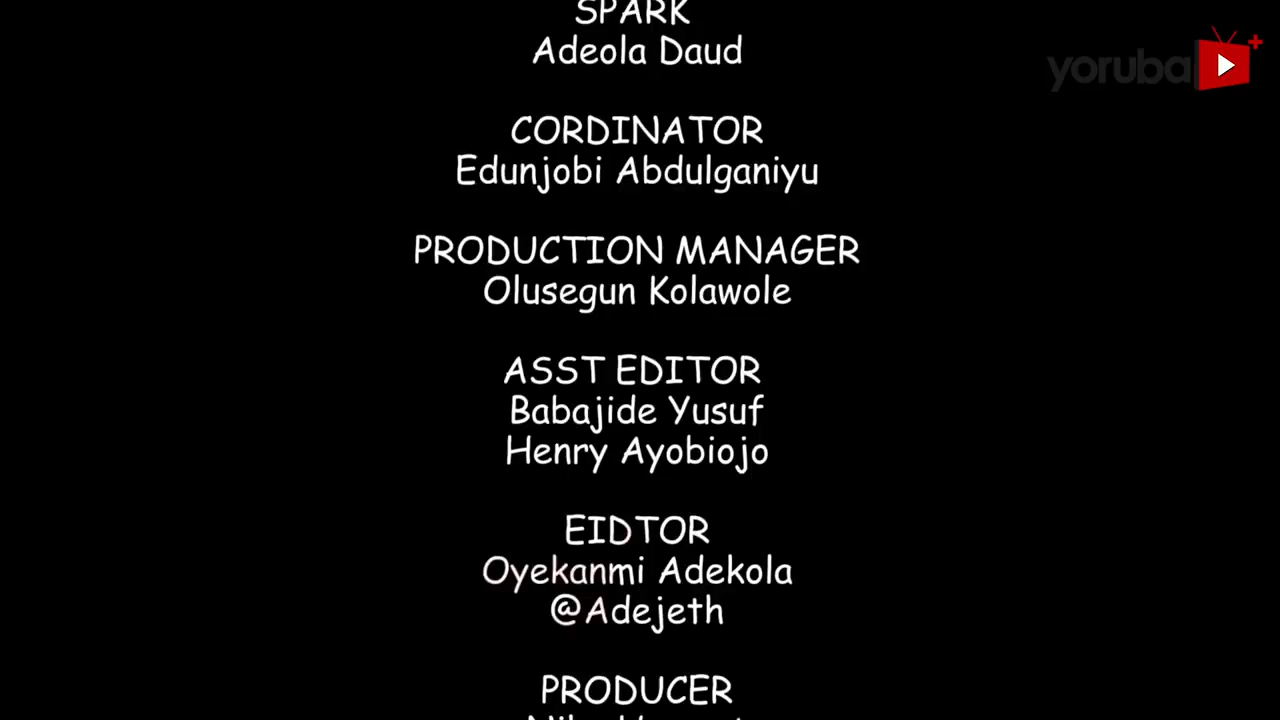 SPARK
Adeola Daud
yoruba
CORDINATOR
Edunjobi Abdulganiyu
PRODUCTION MANAGER
Olusegun Kolawole
ASST EDITOR
Babajide Yusuf
Henry Ayobiojo
EIDTOR
Oyekanmi Adekola
@Adejeth
PRODUCER